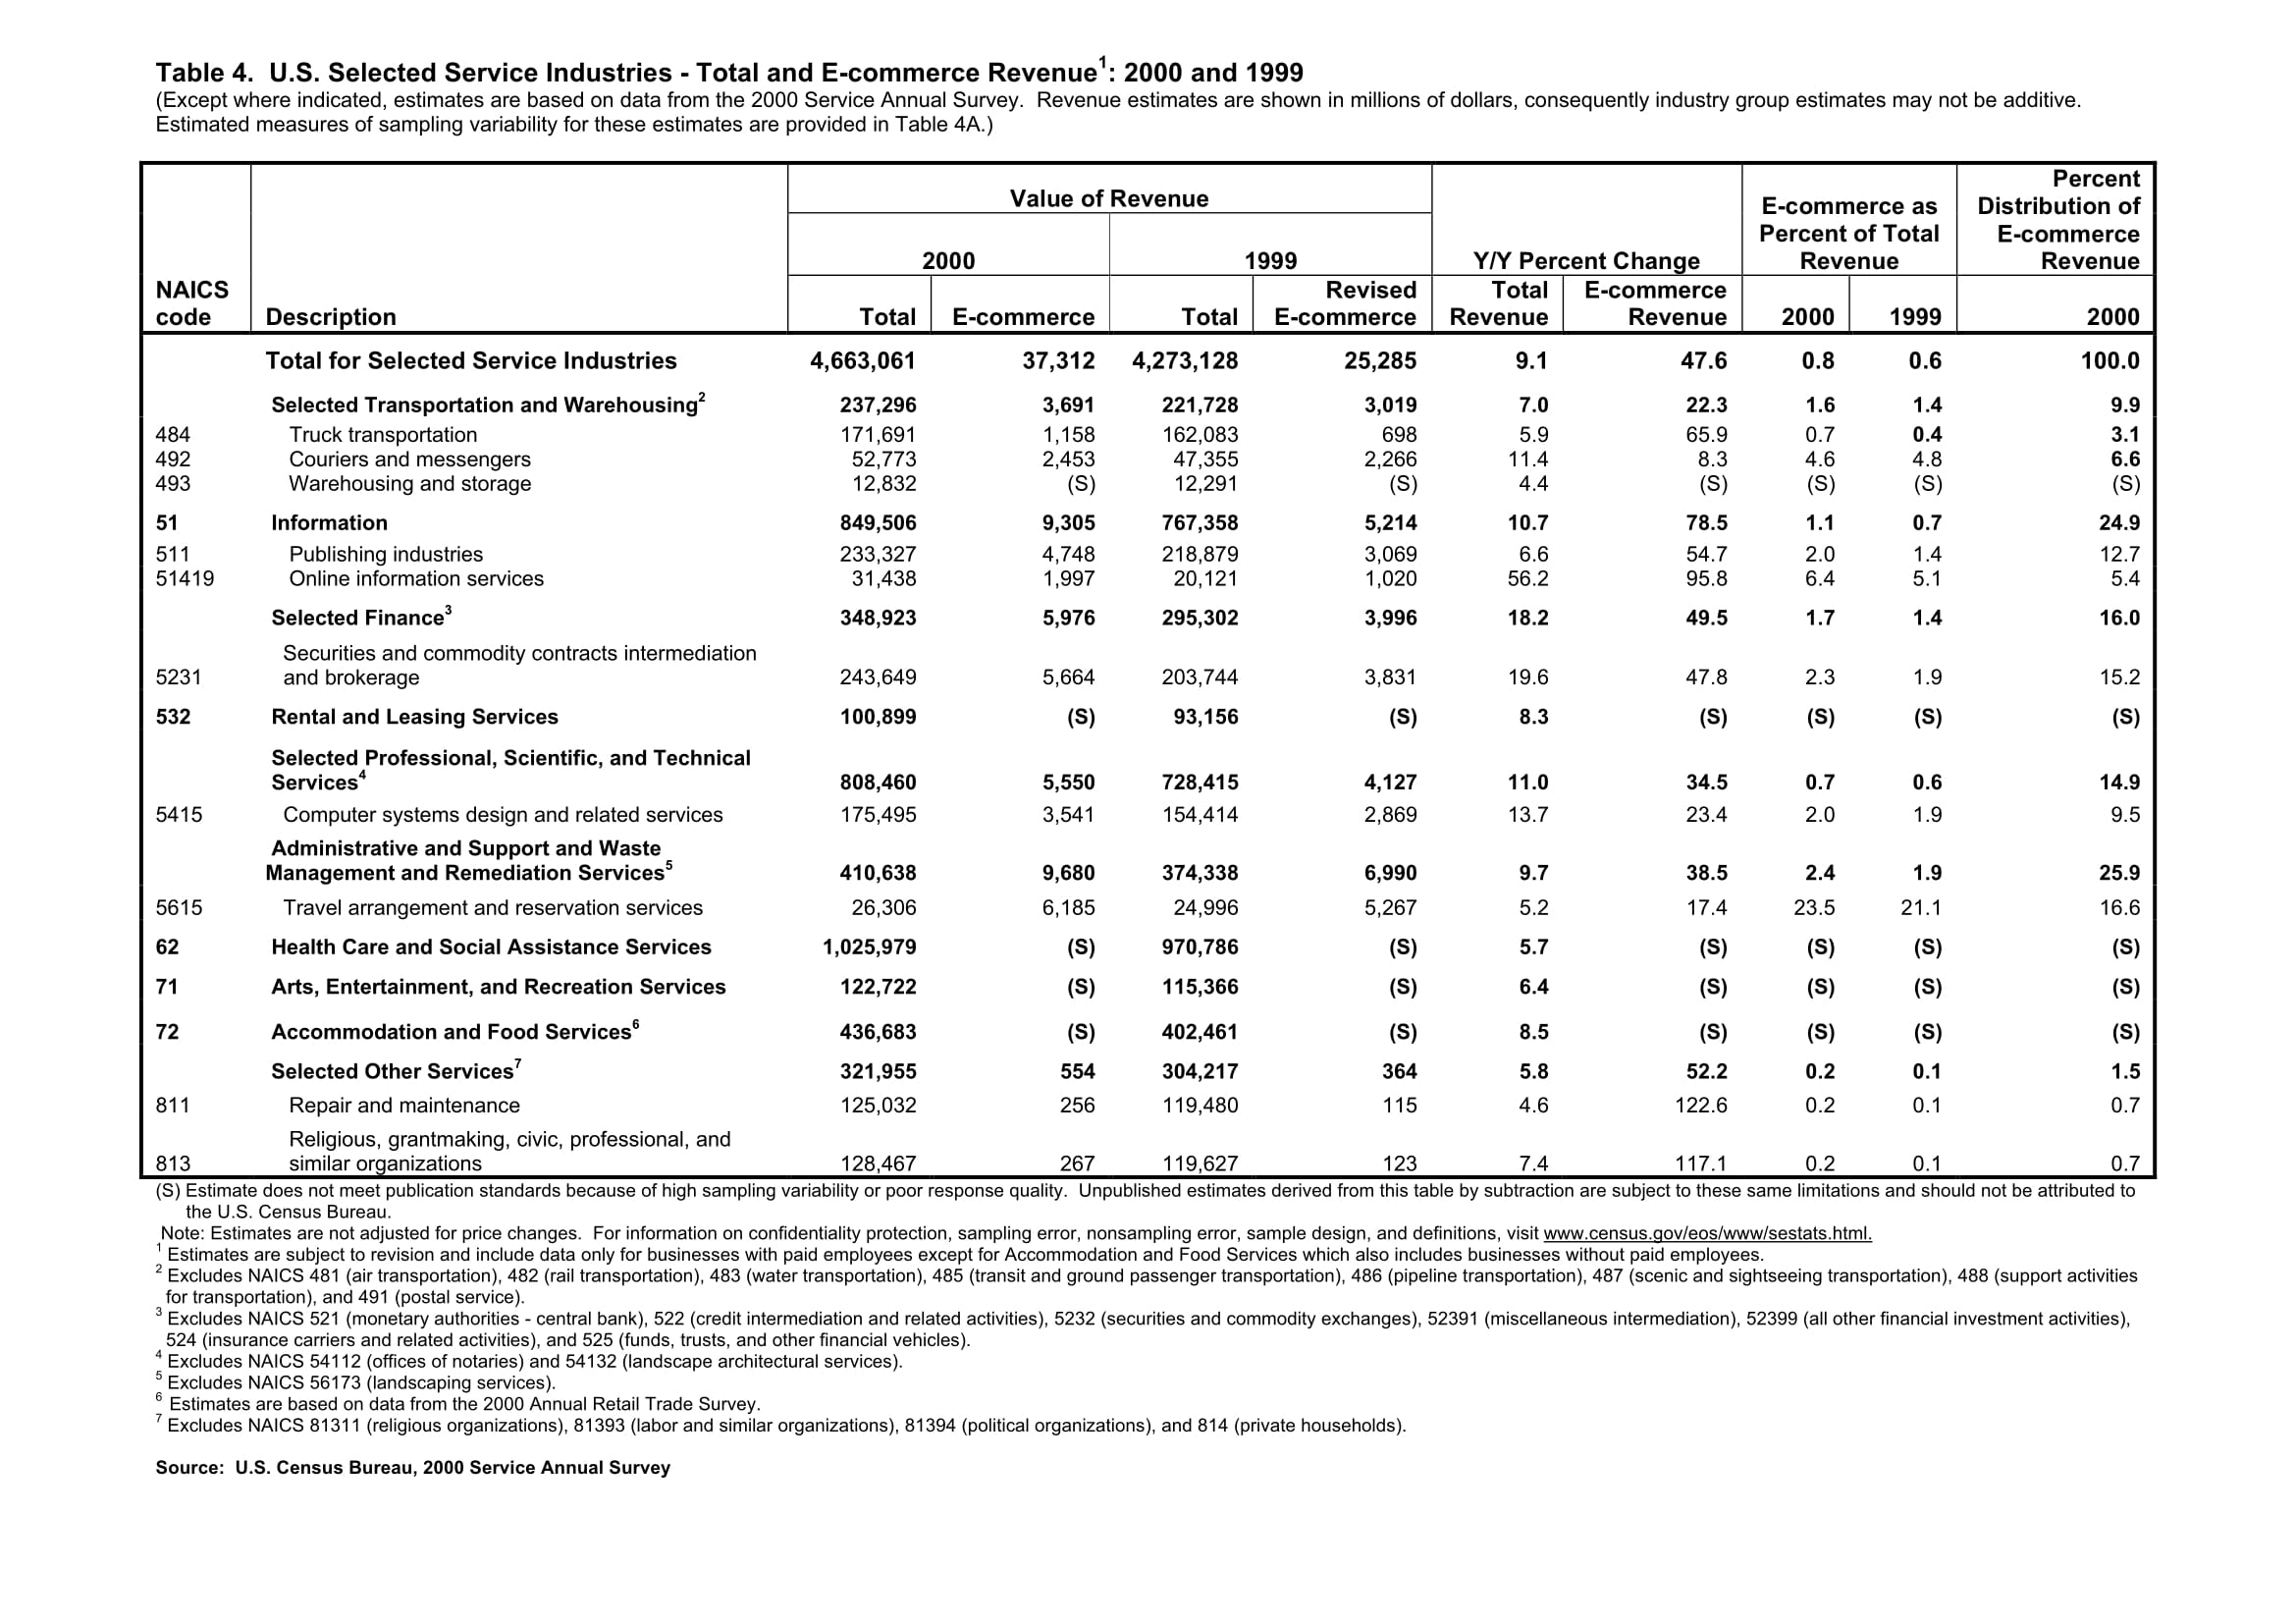 Table 4. U.S. Selected Service Industries - Total and E-commerce Revenue1: 2000 and 1999
(Except where indicated, estimates are based on data from the 2000 Service Annual Survey. Revenue estimates are shown in millions of dollars, consequently industry group estimates may not be additive.
Estimated measures of sampling variability for these estimates are provided in Table 4A.)
NAICS code
Description
Value of Revenue
Y/Y Percent Change
E-commerce as Percent of Total Revenue
Percent Distribution of E-commerce Revenue
2000 1999
Total E-commerce Total Revised E-commerce Total Revenue E-commerce Revenue 2000 1999 2000
Total for Selected Service Industries 4,663,061 37,312 4,273,128 25,285 9.1 47.6 0.8 0.6 100.0
Selected Transportation and Warehousing2 237,296 3,691 221,728 3,019 7.0 22.3 1.6 1.4 9.9
484 Truck transportation 171,691 1,158 162,083 698 5.9 65.9 0.7 0.4 3.1
492 Couriers and messengers 52,773 2,453 47,355 2,266 11.4 8.3 4.6 4.8 6.6
493 Warehousing and storage 12,832 (S) 12,291 (S) 4.4 (S) (S) (S) (S)
51 Information 849,506 9,305 767,358 5,214 10.7 78.5 1.1 0.7 24.9
511 Publishing industries 233,327 4,748 218,879 3,069 6.6 54.7 2.0 1.4 12.7
51419 Online information services 31,438 1,997 20,121 1,020 56.2 95.8 6.4 5.1 5.4
Selected Finance3 348,923 5,976 295,302 3,996 18.2 49.5 1.7 1.4 16.0
Securities and commodity contracts intermediation
5231 and brokerage 243,649 5,664 203,744 3,831 19.6 47.8 2.3 1.9 15.2
532 Rental and Leasing Services 100,899 (S) 93,156 (S) 8.3 (S) (S) (S) (S)
Selected Professional, Scientific, and Technical
Services4 808,460 5,550 728,415 4,127 11.0 34.5 0.7 0.6 14.9
5415 Computer systems design and related services 175,495 3,541 154,414 2,869 13.7 23.4 2.0 1.9 9.5
Administrative and Support and Waste
Management and Remediation Services5 410,638 9,680 374,338 6,990 9.7 38.5 2.4 1.9 25.9
5615 Travel arrangement and reservation services 26,306 6,185 24,996 5,267 5.2 17.4 23.5 21.1 16.6
62 Health Care and Social Assistance Services 1,025,979 (S) 970,786 (S) 5.7 (S) (S) (S) (S)
71 Arts, Entertainment, and Recreation Services 122,722 (S) 115,366 (S) 6.4 (S) (S) (S) (S)
72 Accommodation and Food Services6 436,683 (S) 402,461 (S) 8.5 (S) (S) (S) (S)
Selected Other Services7 321,955 554 304,217 364 5.8 52.2 0.2 0.1 1.5
811 Repair and maintenance 125,032 256 119,480 115 4.6 122.6 0.2 0.1 0.7
Religious, grantmaking, civic, professional, and
813 similar organizations 128,467 267 119,627 123 7.4 117.1 0.2 0.1 0.7
(S) Estimate does not meet publication standards because of high sampling variability or poor response quality. Unpublished estimates derived from this table by subtraction are subject to these same limitations and should not be attributed to
the U.S. Census Bureau.
Note: Estimates are not adjusted for price changes. For information on confidentiality protection, sampling error, nonsampling error, sample design, and definitions, visit www.census.gov/eos/www/sestats.html.
1 Estimates are subject to revision and include data only for businesses with paid employees except for Accommodation and Food Services which also includes businesses without paid employees.
2 Excludes NAICS 481 (air transportation), 482 (rail transportation), 483 (water transportation), 485 (transit and ground passenger transportation), 486 (pipeline transportation), 487 (scenic and sightseeing transportation), 488 (support activities
for transportation), and 491 (postal service).
3 Excludes NAICS 521 (monetary authorities - central bank), 522 (credit intermediation and related activities), 5232 (securities and commodity exchanges), 52391 (miscellaneous intermediation), 52399 (all other financial investment activities),
524 (insurance carriers and related activities), and 525 (funds, trusts, and other financial vehicles).
4 Excludes NAICS 54112 (offices of notaries) and 54132 (landscape architectural services).
5 Excludes NAICS 56173 (landscaping services).
6 Estimates are based on data from the 2000 Annual Retail Trade Survey.
7 Excludes NAICS 81311 (religious organizations), 81393 (labor and similar organizations), 81394 (political organizations), and 814 (private households).
Source: U.S. Census Bureau, 2000 Service Annual Survey